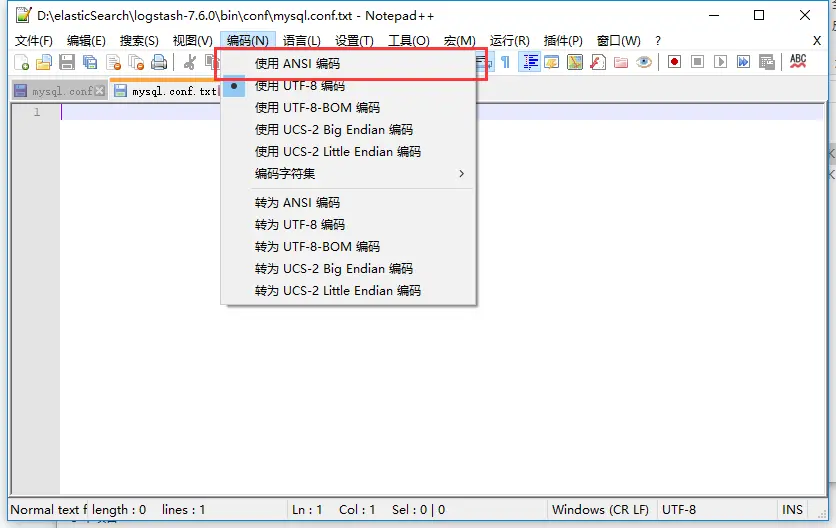 D:\elasticSearch\logstash-7.6.0\bin\conf\mysql.conf.txt - Notepad++
文件(F) 编辑(E) 搜索(S) 视图(V) 编码(N) 语言(L) 设置(T) 工具(O) 宏(M) 运行(R) 插件(P) 窗口(W) ? X
ABC
mysql.conf mysql.conf.txt
1
使用 ANSI 编码
使用 UTF-8 编码
使用 UTF-8-BOM 编码
使用 UCS-2 Big Endian 编码
使用 UCS-2 Little Endian 编码
编码字符集
转为 ANSI 编码
转为 UTF-8 编码
转为 UTF-8-BOM 编码
转为 UCS-2 Big Endian 编码
转为 UCS-2 Little Endian 编码
Normal text f length : 0 lines : 1 Ln : 1 Col : 1 Sel : 0 | 0 Windows (CR LF) UTF-8 INS